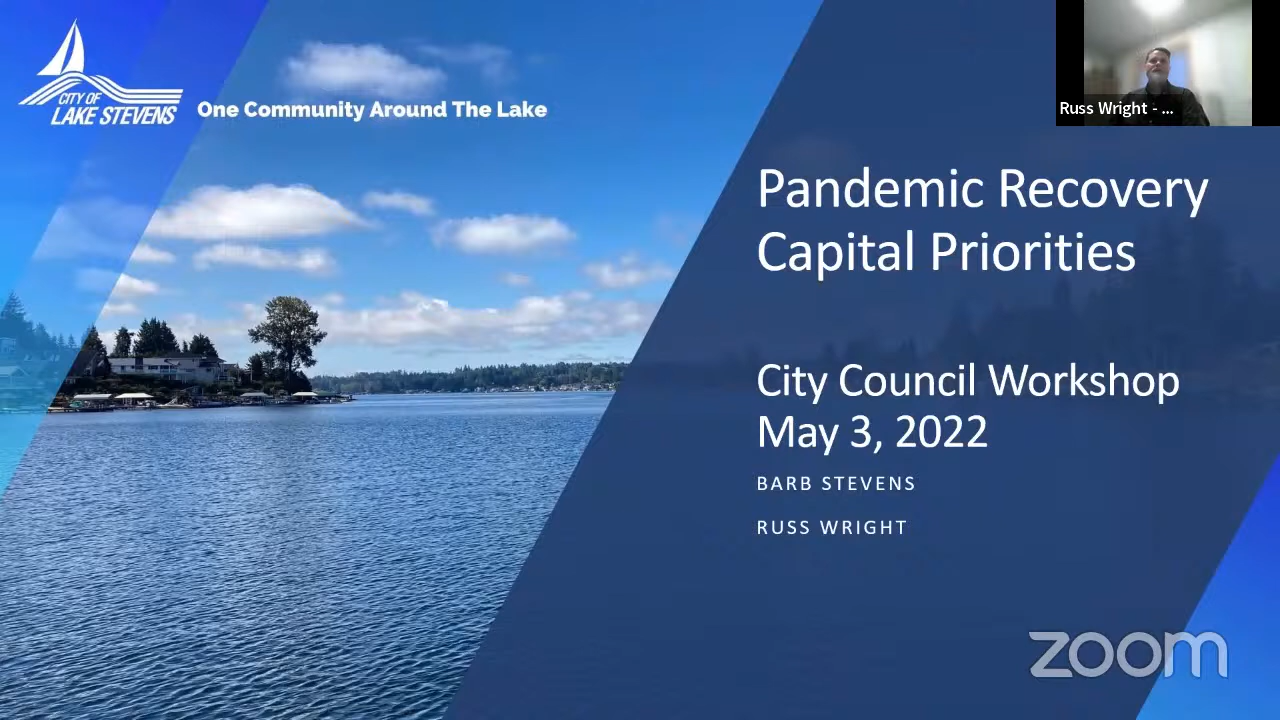 CITY OF
LAKE STEVENS
One Community Around The Lake
Russ Wright - ...
Pandemic Recovery
Capital Priorities
City Council Workshop
May 3, 2022
BARB STEVENS
RUSS WRIGHT
zoom